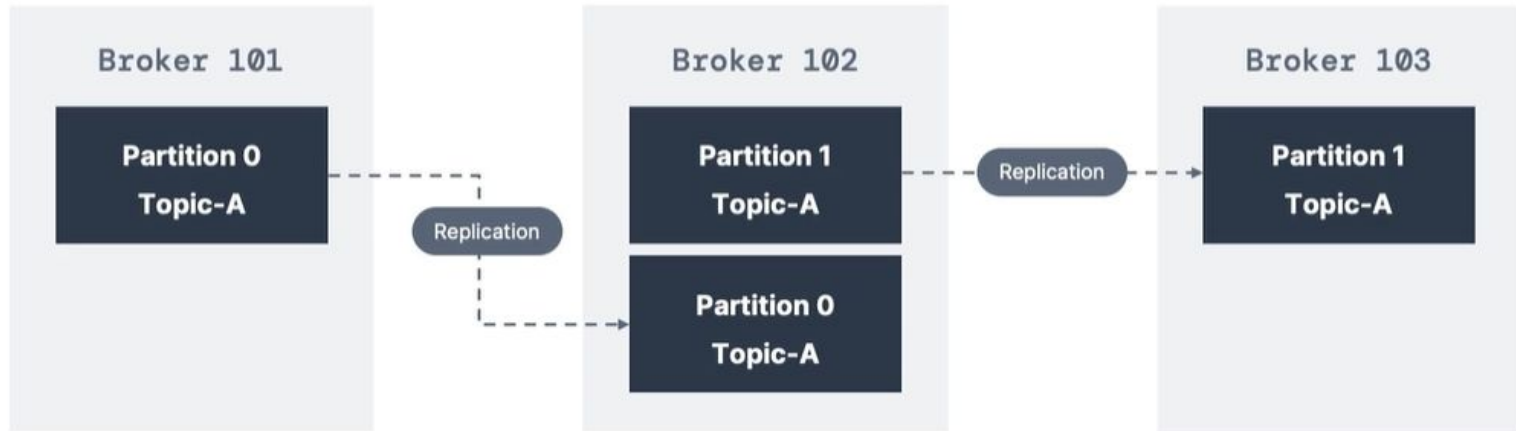 Broker 101
Partition 0
Topic-A
Replication
Broker 102
Partition 1
Topic-A
Partition 0
Topic-A
Replication
Broker 103
Partition 1
Topic-A